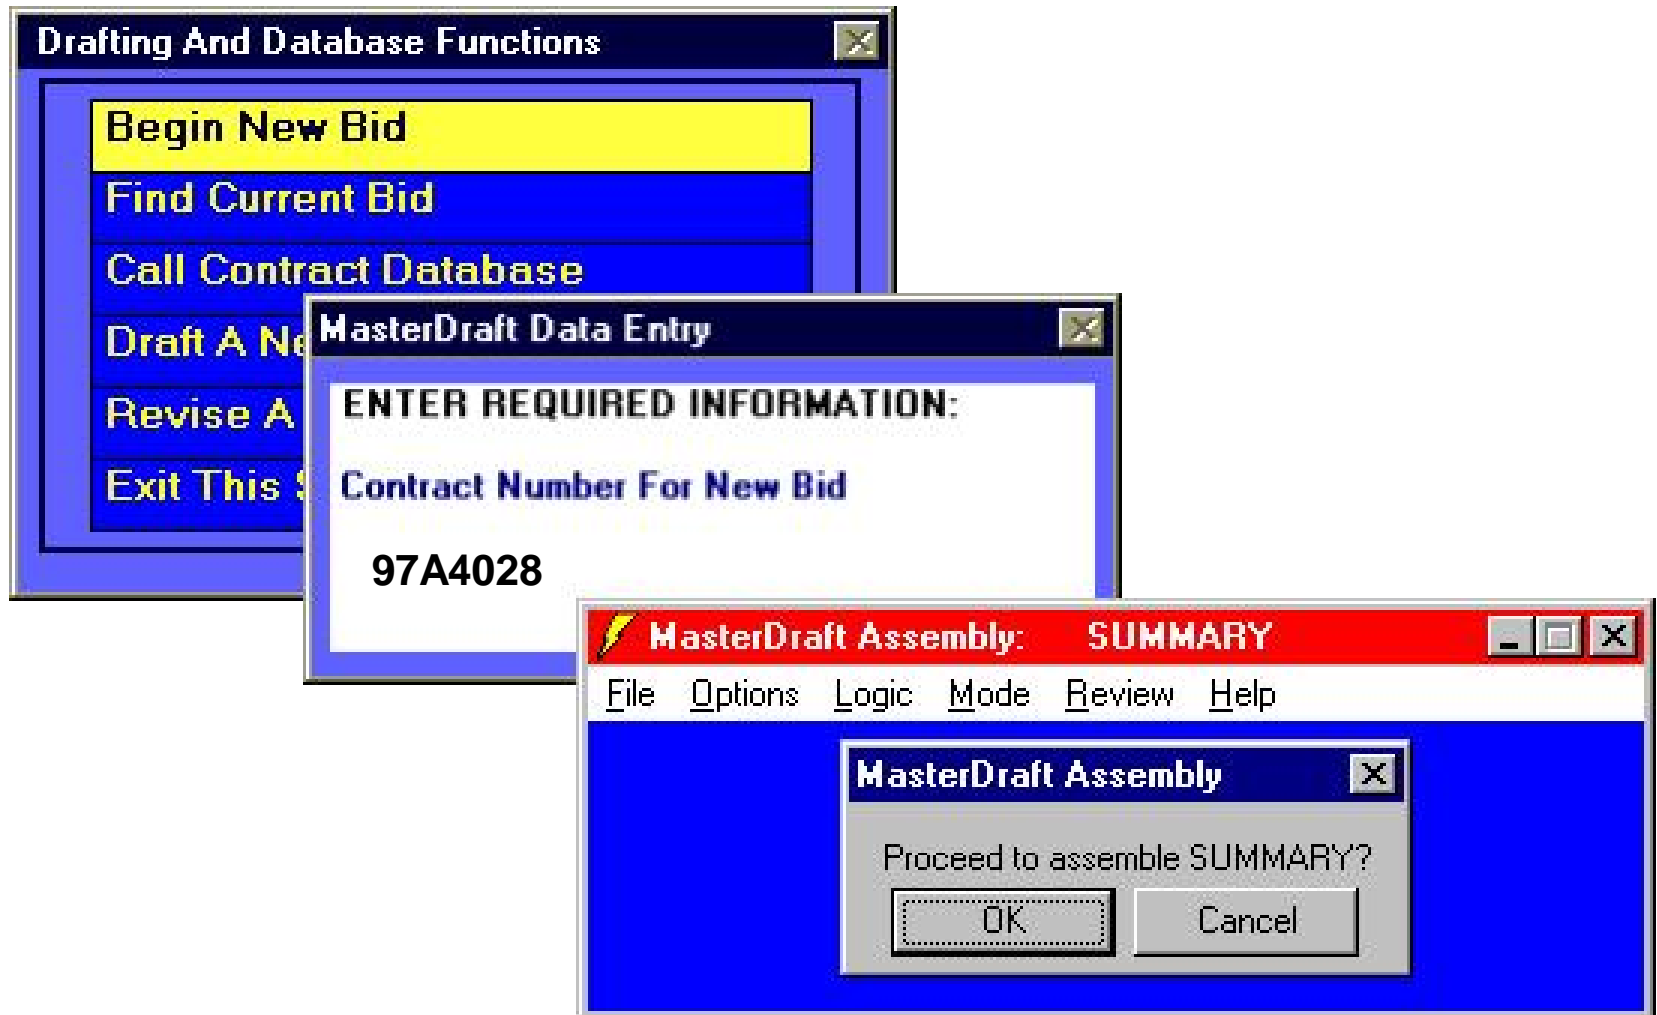 Drafting And Database Functions
Begin New Bid
Find Current Bid
Call Contract Database
Draft A
Revise A
Exit This
MasterDraft Data Entry
ENTER REQUIRED INFORMATION:
Contract Number For New Bid
97A4028
MasterDraft Assembly: SUMMARY
File Options Logic Mode Review Help
MasterDraft Assembly
Proceed to assemble SUMMARY?
OK Cancel